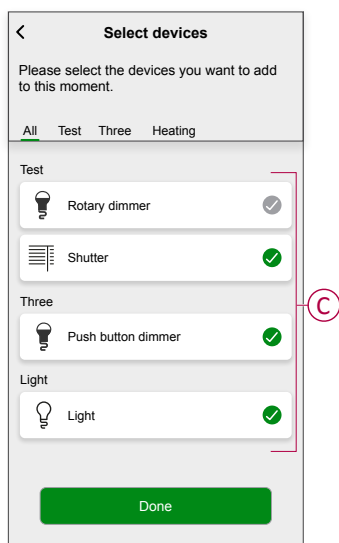 Select devices
Please select the devices you want to add
to this moment.
All Test Three Heating
Test
Rotary dimmer
Shutter
C
Three
Push button dimmer
Light
Light
Done